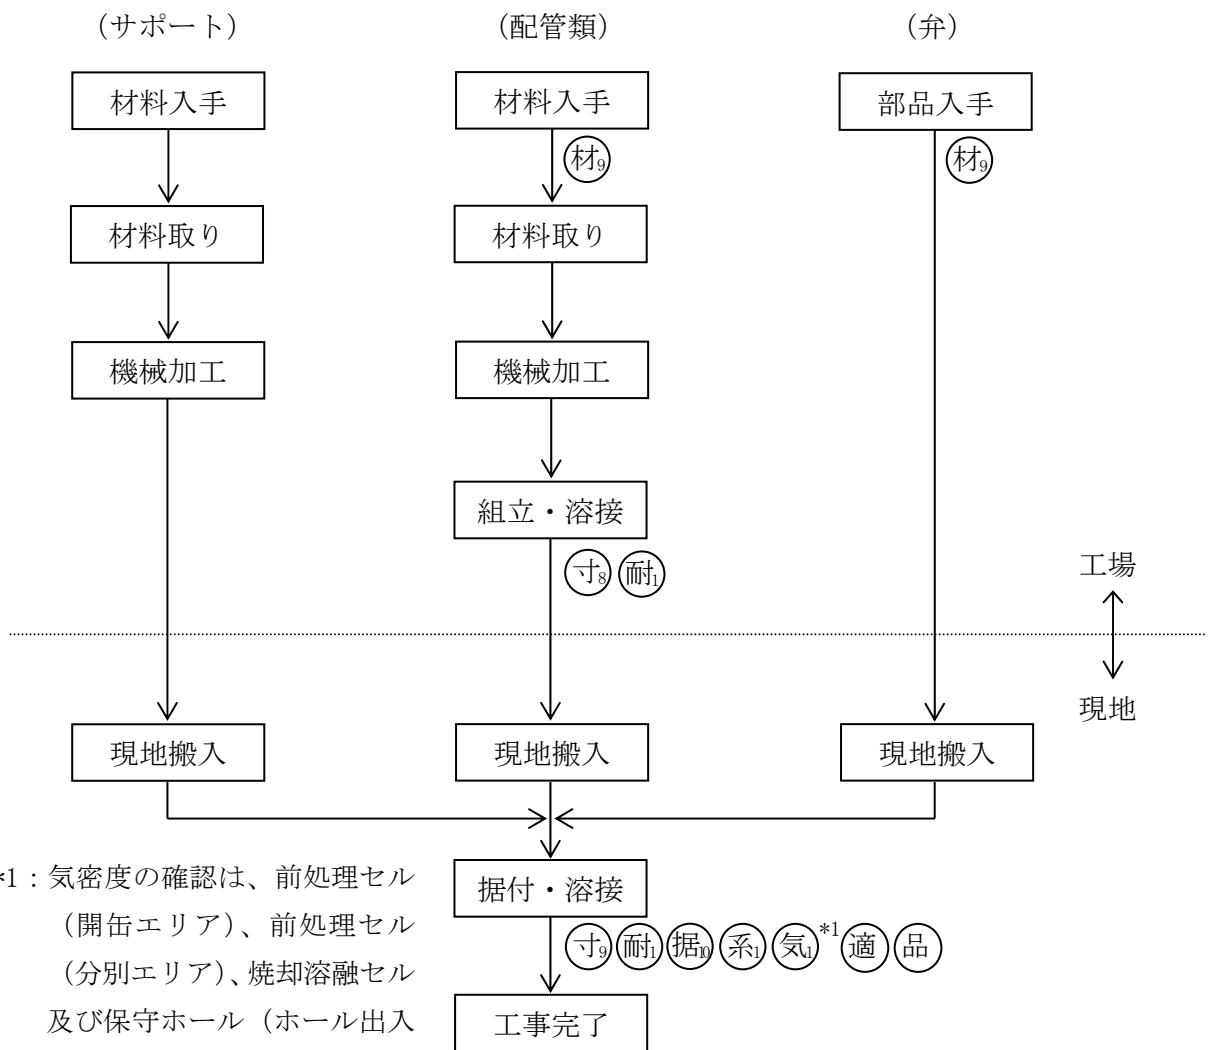 (サポート) (配管類) (弁)
材料入手 材料入手 部品入手
材9 材9
材料取り 材料取り
機械加工 機械加工
組立・溶接
寸8 耐1
工場
現地
現地搬入 現地搬入 現地搬入
*1：気密度の確認は、前処理セル
(開缶エリア)、前処理セル
(分別エリア)、焼却溶融セル
及び保守ホール（ホール出入
据付・溶接
寸9 耐1 据10 系1 気1 *1 適 品
工事完了